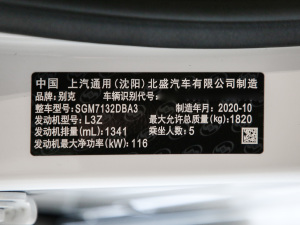 中国 上汽通用(沈阳)北盛汽车有限公司制造
品牌:别克 车辆识别代号:
整车型号:SGM7132DBA3 制造年月:2020-10
发动机型号:L3Z 最大允许总质量(kg):1820
发动机排量(mL):1341 乘坐人数:5
发动机最大净功率(kW):116